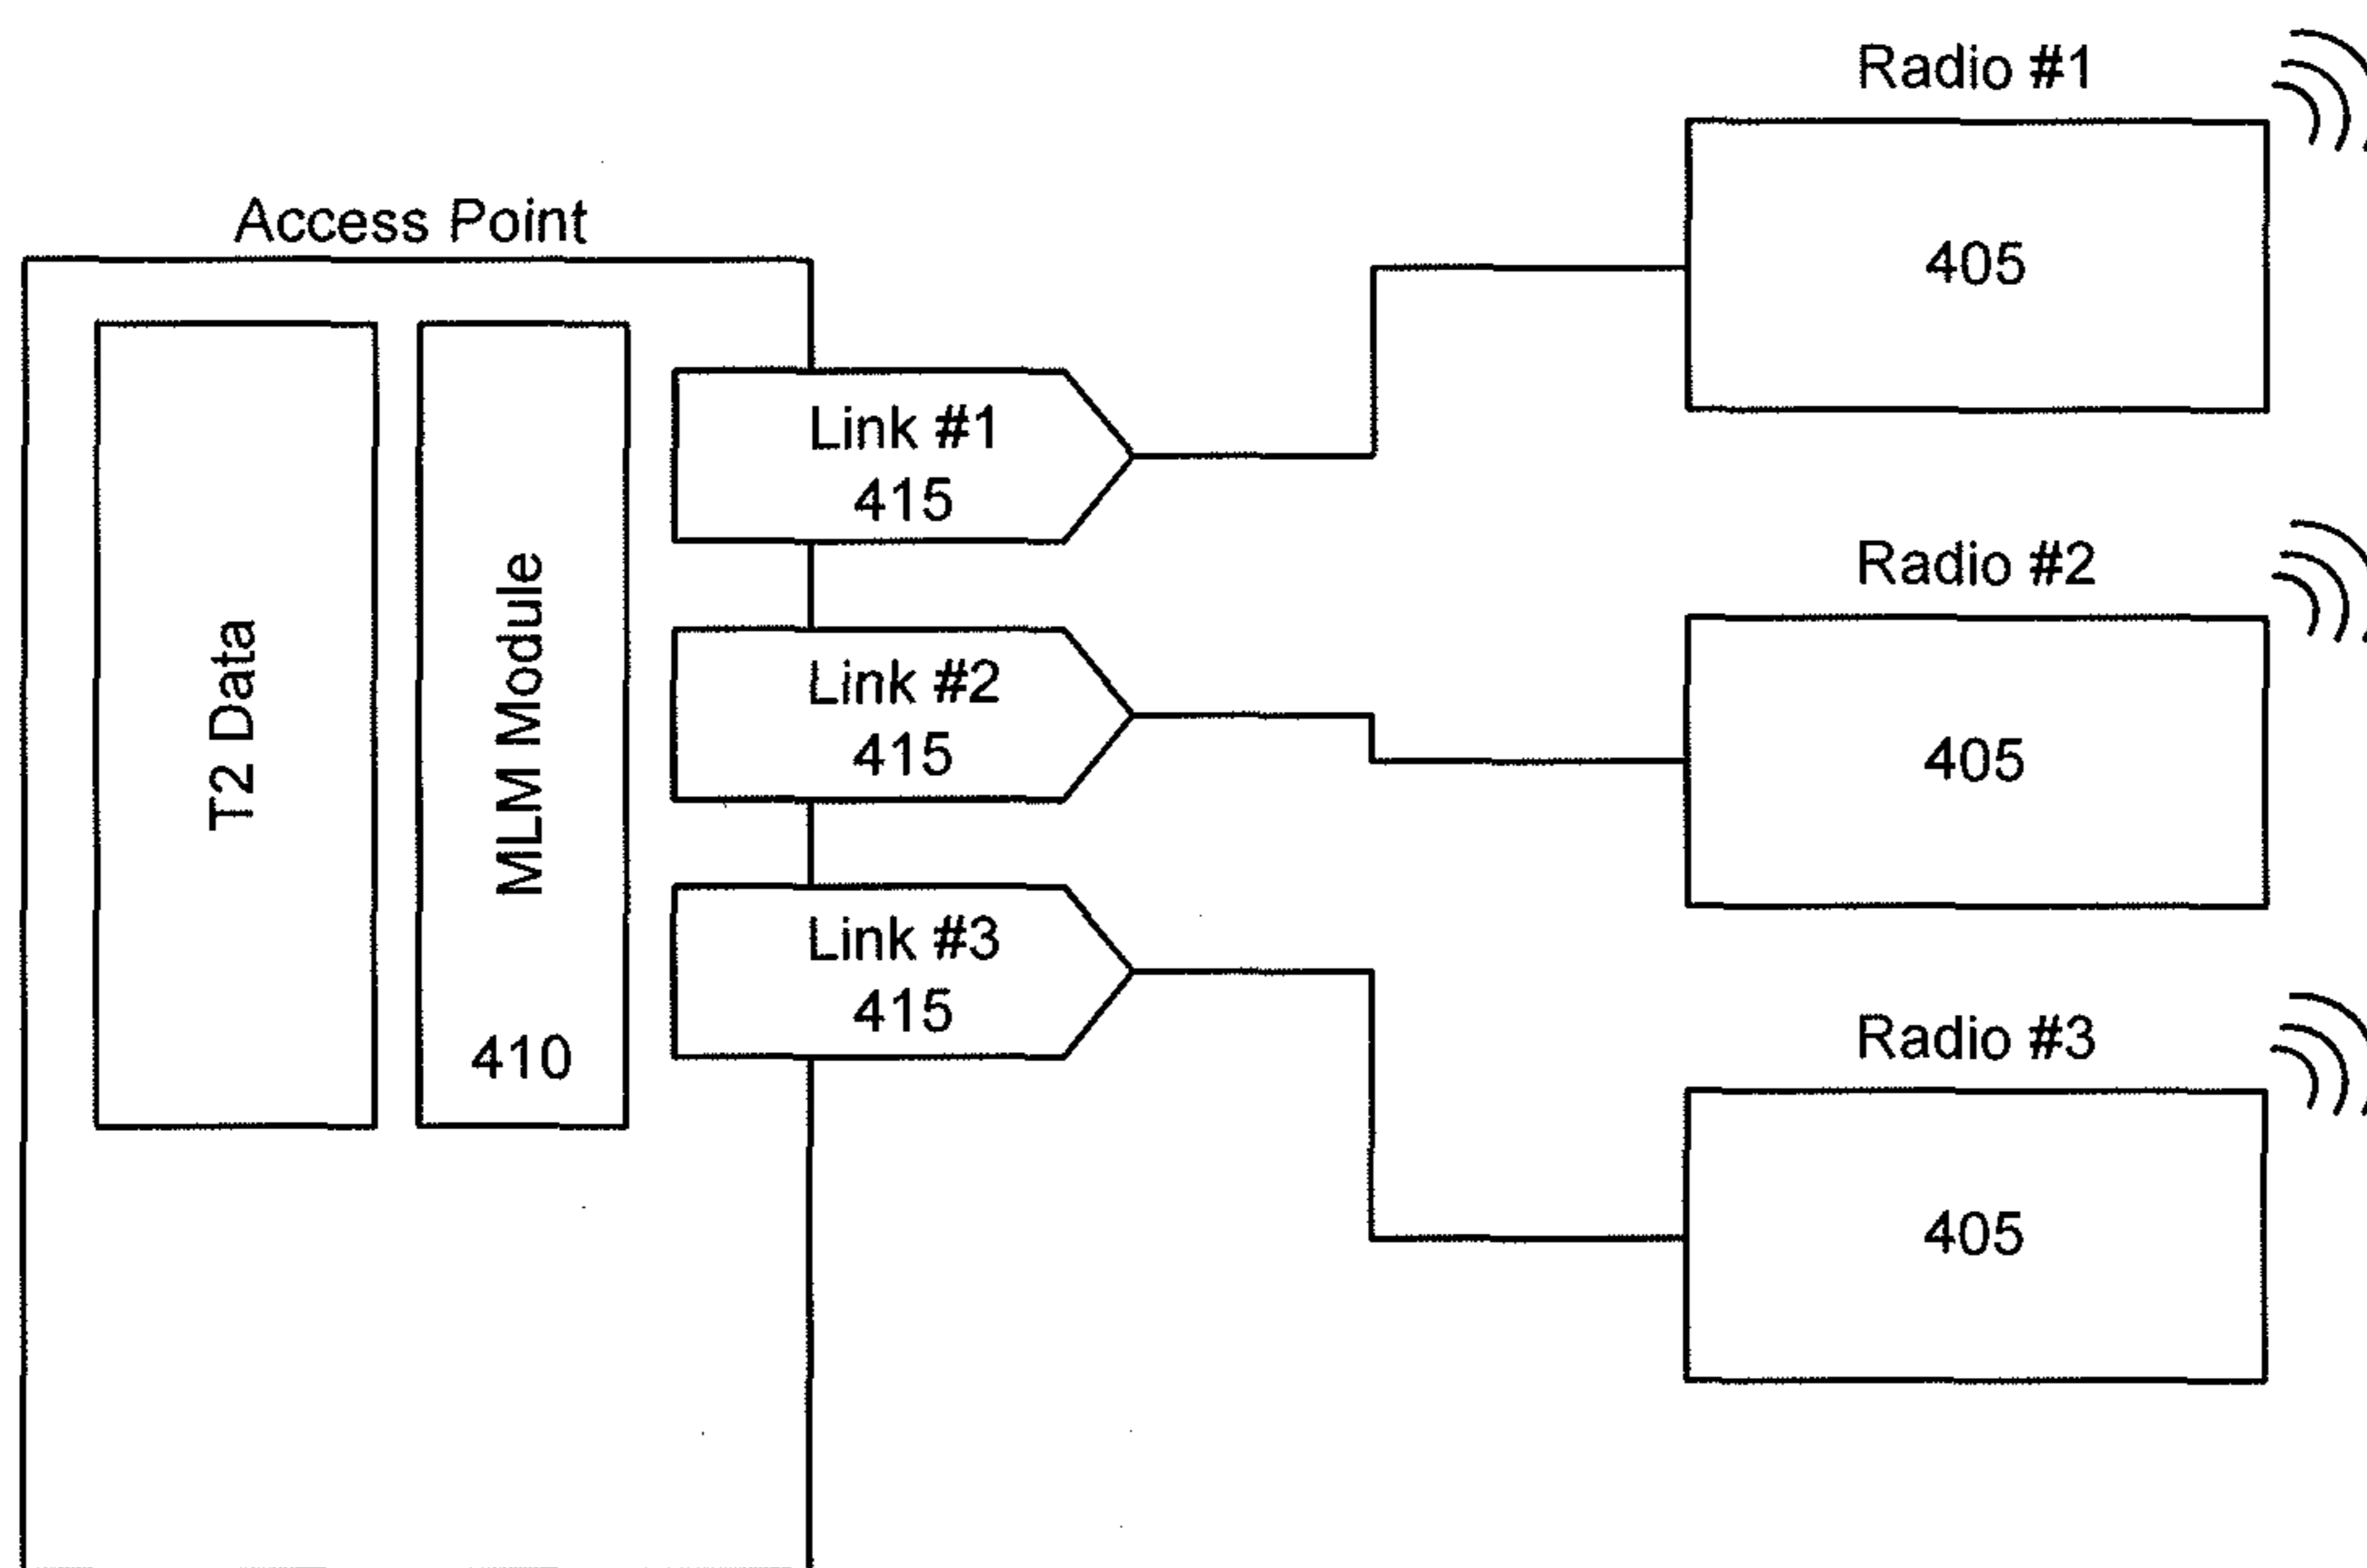 Access Point
T2 Data
MLM Module
410
Link #1
415
Link #2
415
Link #3
415
Radio #1
405
Radio #2
405
Radio #3
405